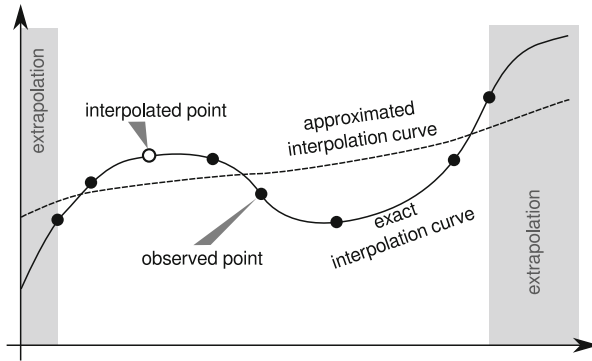 extrapolation
interpolated point
approximated
interpolation curve
observed point
exact
interpolation curve
extrapolation